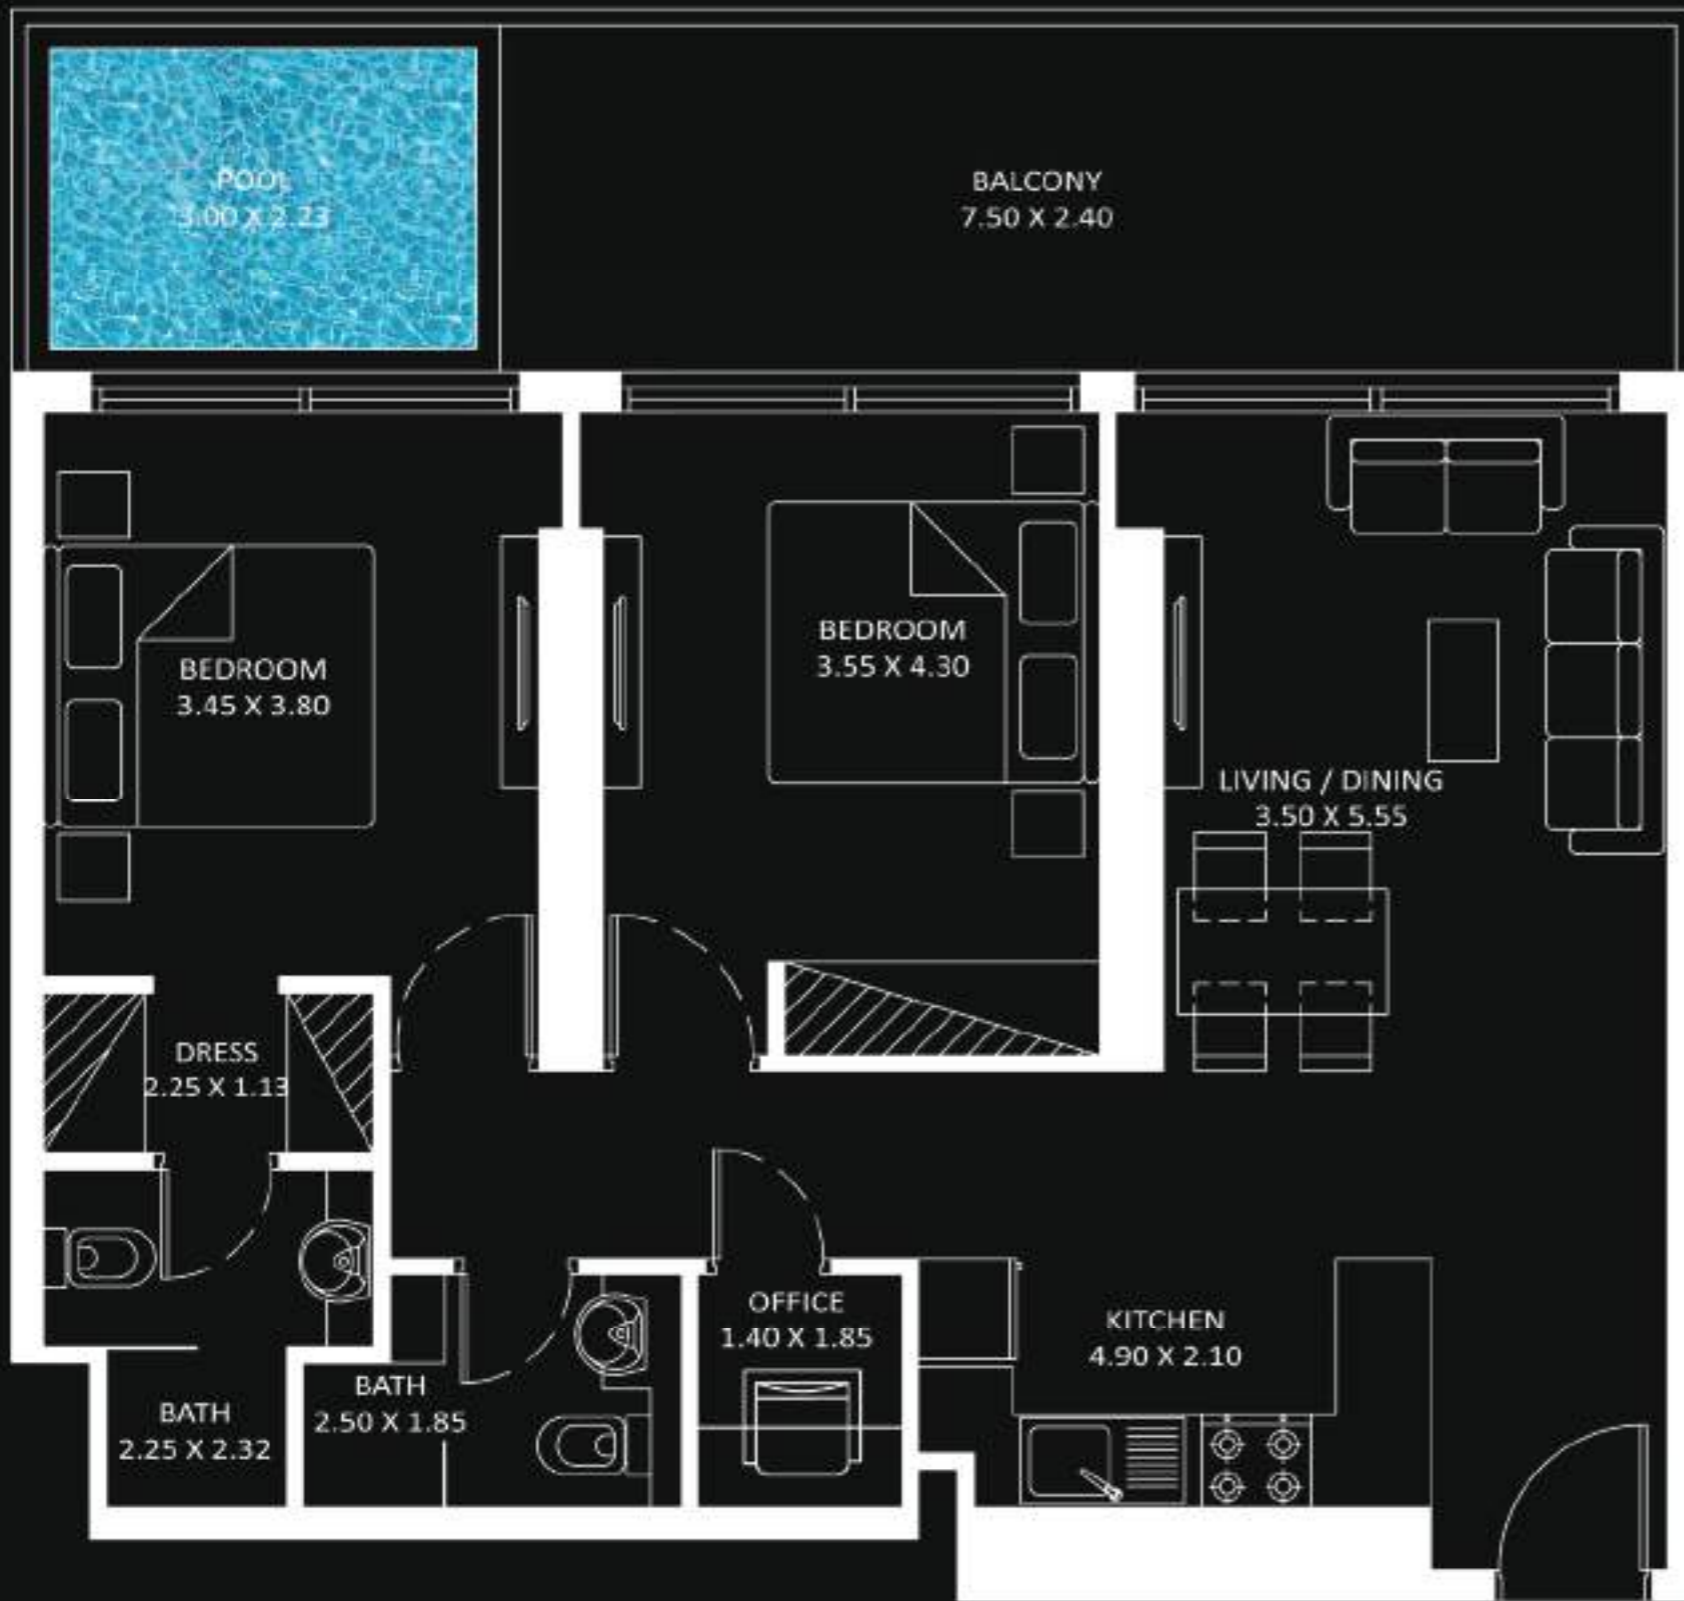 POOL
3.00 X 2.23
BALCONY
7.50 X 2.40
BEDROOM
3.55 X 4.30
BEDROOM
3.45 X 3.80
LIVING / DINING
3.50 X 5.55
DRESS
2.25 X 1.13
OFFICE
1.40 X 1.85
KITCHEN
4.90 X 2.10
BATH
2.50 X 1.85
BATH
2.25 X 2.32